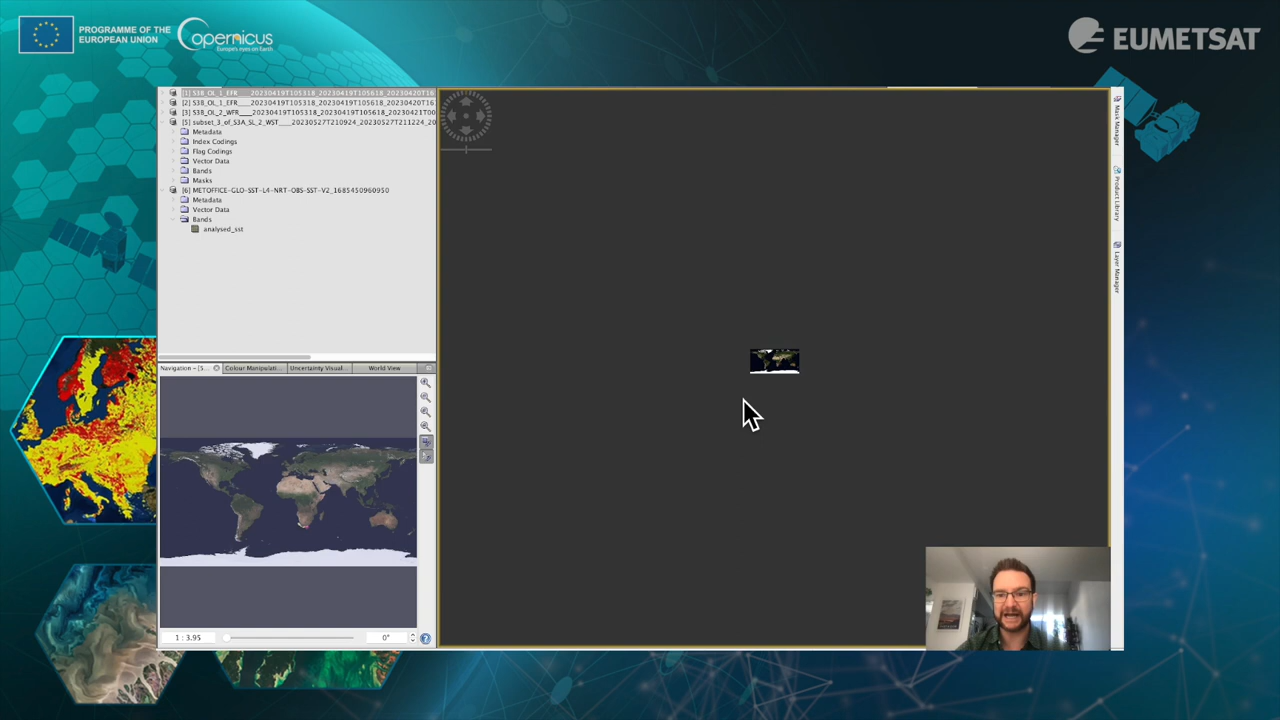 PROGRAMME OF THE
EUROPEAN UNION
Copernicus
Europe's eyes on Earth
EUMETSAT
[1] S3B_OL_1_EFR____20230419T105318_20230419T105618_20230420T16
[2] S3B_OL_1_EFR____20230419T105318_20230419T105618_20230420T16
[3] S3B_OL_2_WFR____20230419T105318_20230419T105618_20230421T00
[5] subset_3_of_S3A_SL_2_WST____20230527T210924_20230527T211224_20
Metadata
Index Codings
Flag Codings
Vector Data
Bands
Masks
[6] METOFFICE-GLO-SST-L4-NRT-OBS-SST-V2_1685450960950
Metadata
Vector Data
Bands
analysed_sst
Navigation - [5...
Colour Manipulati...
Uncertainty Visual...
World View
1 : 3.95
0°
Mask Manager
Product Library
Layer Manager